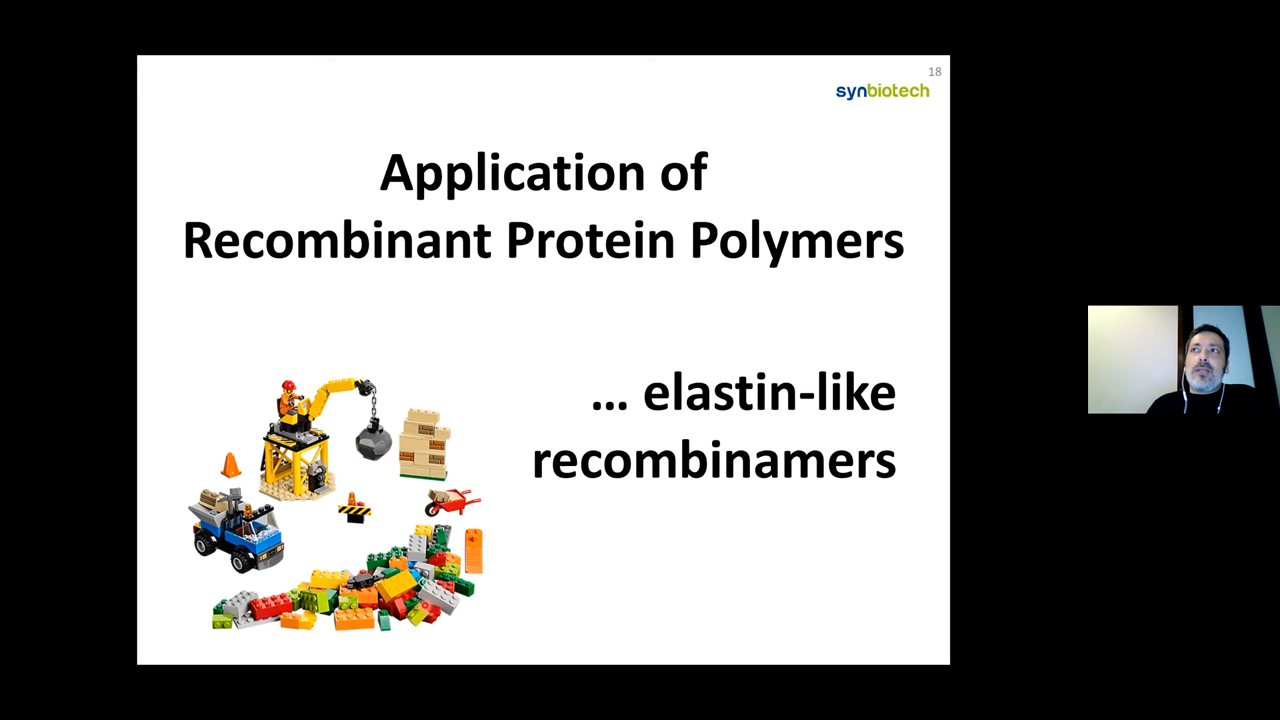 18
synbiotech
Application of
Recombinant Protein Polymers
... elastin-like
recombinamers